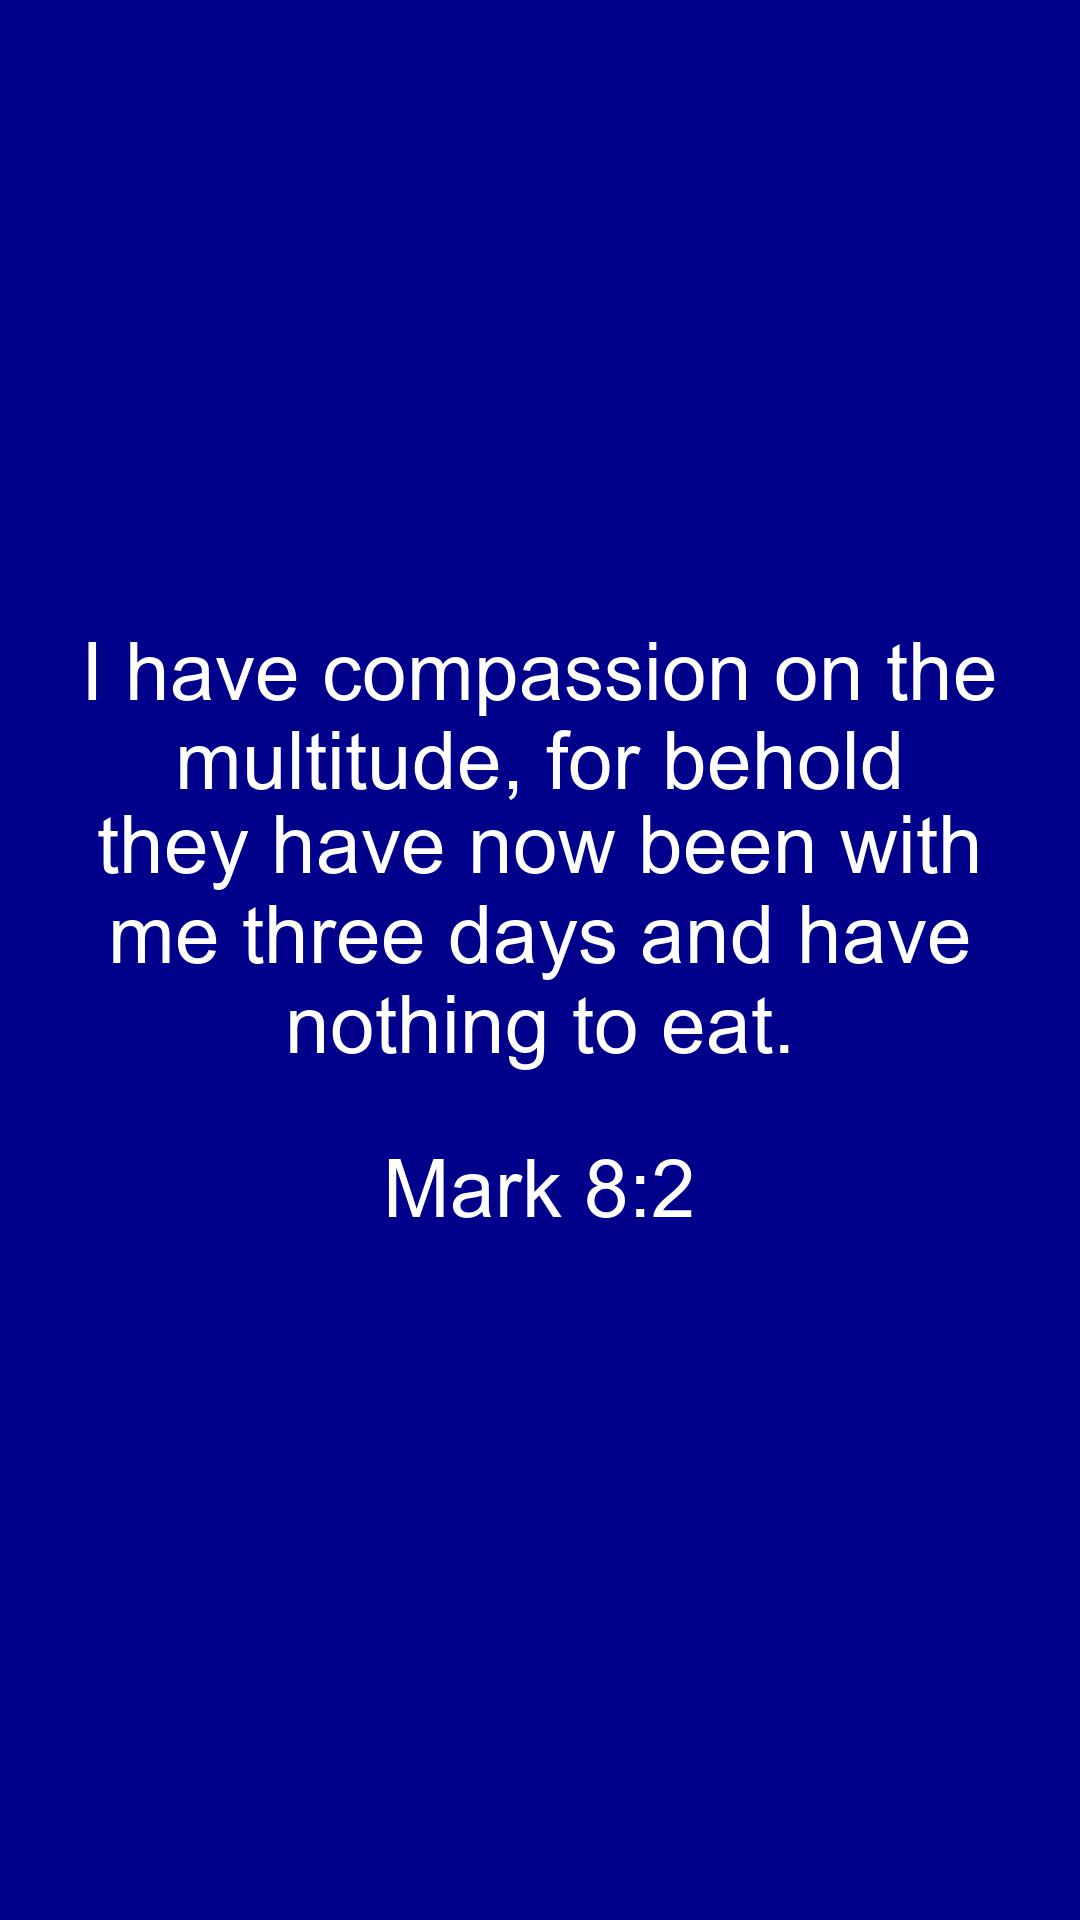 I have compassion on the
multitude, for behold
they have now been with
me three days and have
nothing to eat.
Mark 8:2